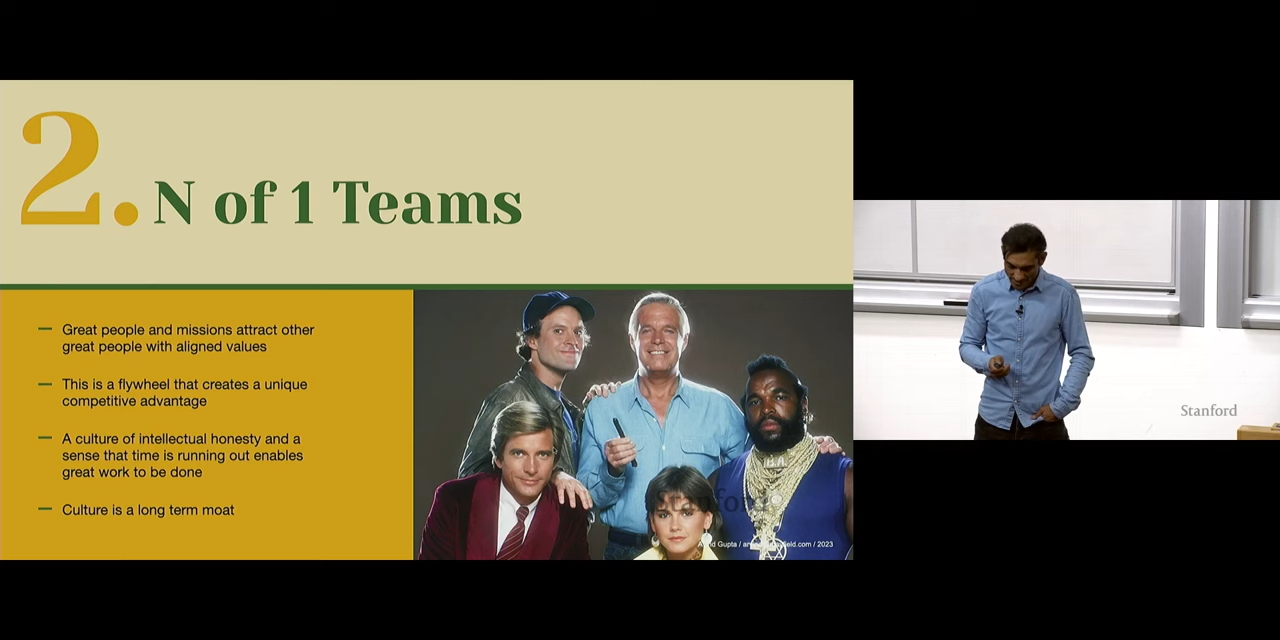 2. N of 1 Teams
Great people and missions attract other
great people with aligned values
This is a flywheel that creates a unique
competitive advantage
A culture of intellectual honesty and a
sense that time is running out enables
great work to be done
Culture is a long term moat
Stanford
Gupta / 2023
Stanford